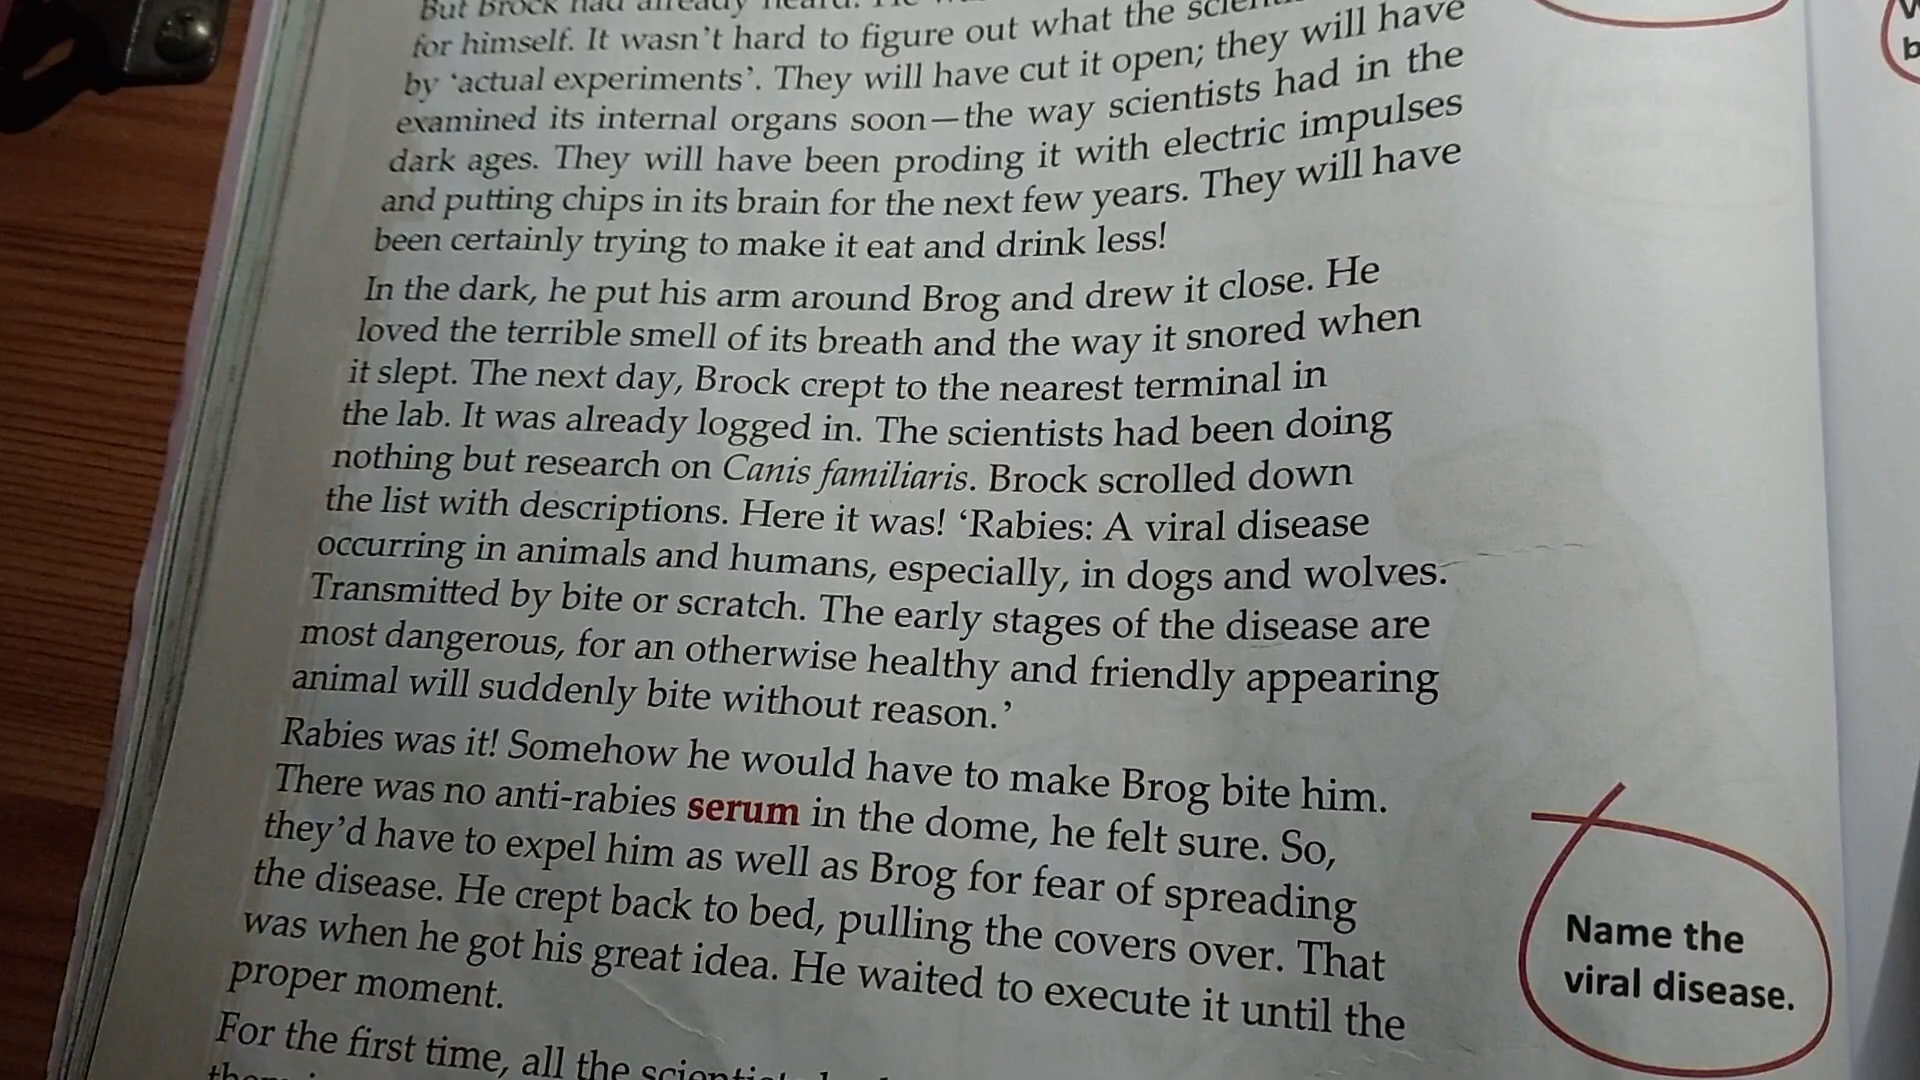 But Brock had already heard. He
for himself. It wasn't hard to figure out what the
by 'actual experiments'. They will have cut it open; they will have
examined its internal organs soon—the way scientists had in the
dark ages. They will have been proding it with electric impulses
and putting chips in its brain for the next few years. They will have
been certainly trying to make it eat and drink less!
In the dark, he put his arm around Brog and drew it close. He
loved the terrible smell of its breath and the way it snored when
it slept. The next day, Brock crept to the nearest terminal in
the lab. It was already logged in. The scientists had been doing
nothing but research on Canis familiaris. Brock scrolled down
the list with descriptions. Here it was! 'Rabies: A viral disease
occurring in animals and humans, especially, in dogs and wolves.
Transmitted by bite or scratch. The early stages of the disease are
most dangerous, for an otherwise healthy and friendly appearing
animal will suddenly bite without reason.'
Rabies was it! Somehow he would have to make Brog bite him.
There was no anti-rabies serum in the dome, he felt sure. So,
they'd have to expel him as well as Brog for fear of spreading
the disease. He crept back to bed, pulling the covers over. That
was when he got his great idea. He waited to execute it until the
proper moment.
For the first time, all the
Name the
viral disease.